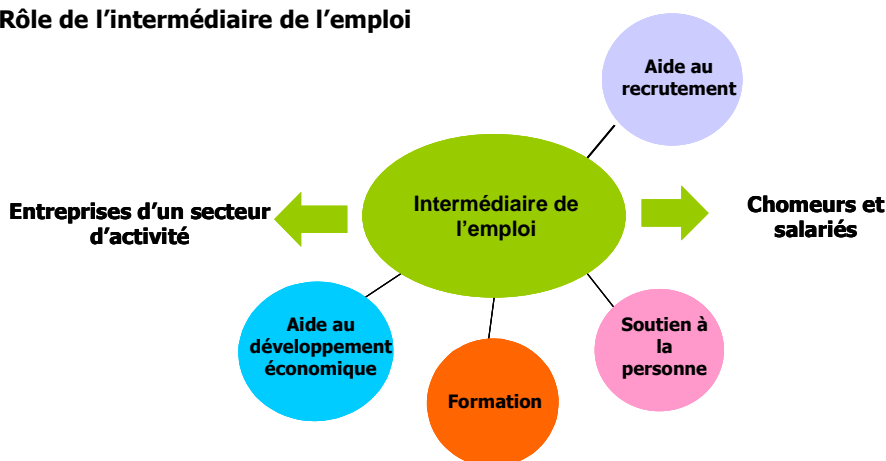 Rôle de l'intermédiaire de l'emploi
Aide au
recrutement
Intermédiaire de
l'emploi
Entreprises d'un secteur
d'activité
Chomeurs et
salariés
Aide au
développement
économique
Formation
Soutien à
la
personne